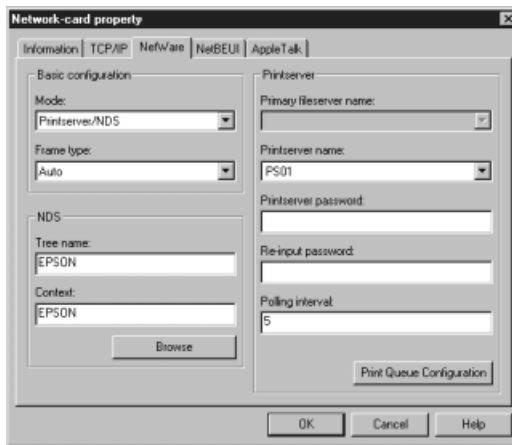 Network-card property
Information TCP/IP NetWare NetBEUI AppleTalk
Basic configuration
Mode:
Printserver/NDS
Frame type:
Auto
NDS
Tree name:
EPSON
Context:
EPSON
Browse
Printserver
Primary fileserver name:
Printserver name:
PS01
Printserver password:
Re-input password:
Polling interval:
5
Print Queue Configuration
OK Cancel Help